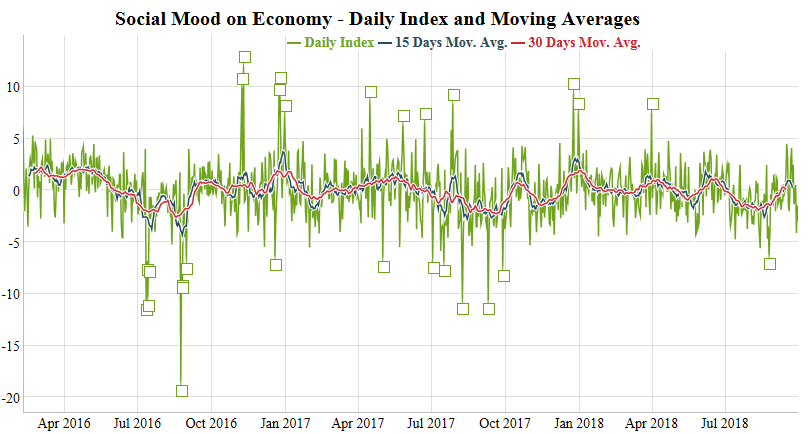 Social Mood on Economy - Daily Index and Moving Averages
Daily Index 15 Days Mov. Avg. 30 Days Mov. Avg.
10
5
0
-5
-10
-15
-20
Apr 2016 Jul 2016 Oct 2016 Jan 2017 Apr 2017 Jul 2017 Oct 2017 Jan 2018 Apr 2018 Jul 2018